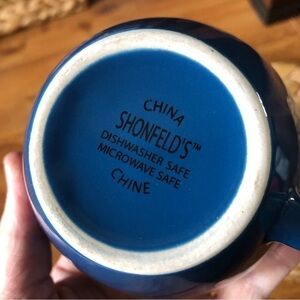 CHINA
SHONFELD'S™
DISHWASHER SAFE
MICROWAVE SAFE
CHINE